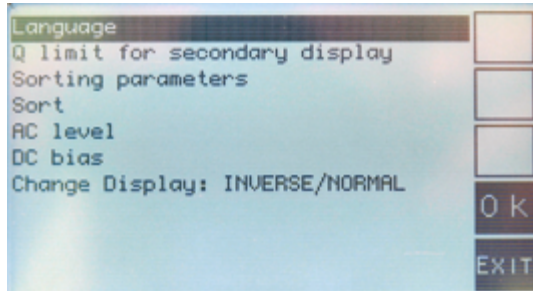 Language
Q limit for secondary display
Sorting parameters
Sort
AC level
DC bias
Change Display: INVERSE/NORMAL
OK
EXIT